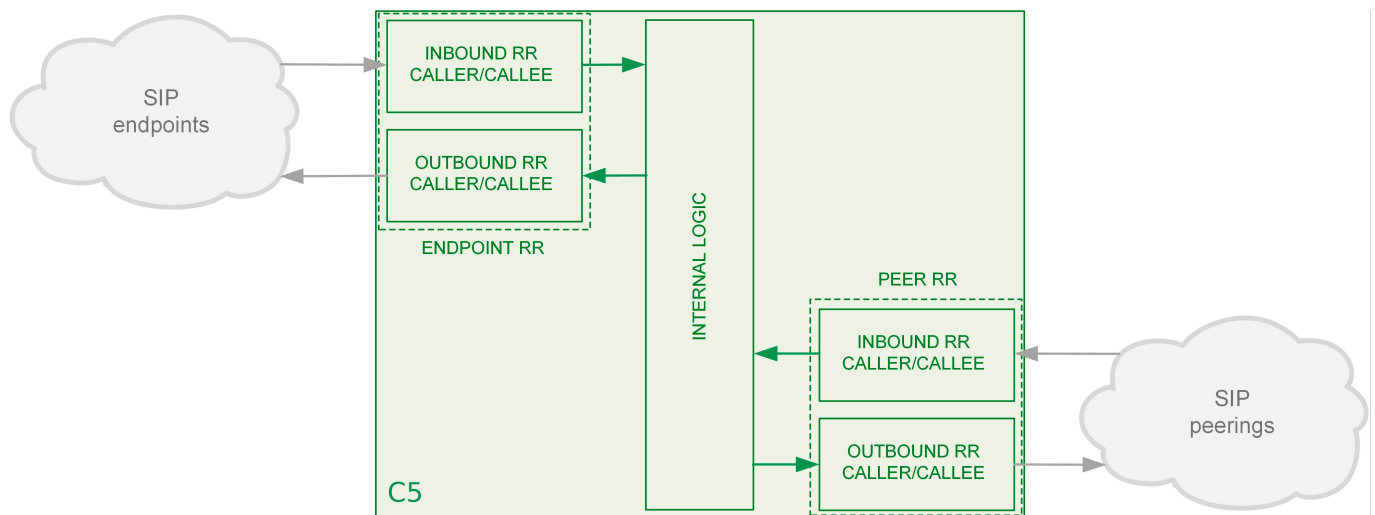 SIP
endpoints
INBOUND RR
CALLER/CALLEE
OUTBOUND RR
CALLER/CALLEE
ENDPOINT RR
INTERNAL LOGIC
PEER RR
INBOUND RR
CALLER/CALLEE
OUTBOUND RR
CALLER/CALLEE
SIP
peerings
C5